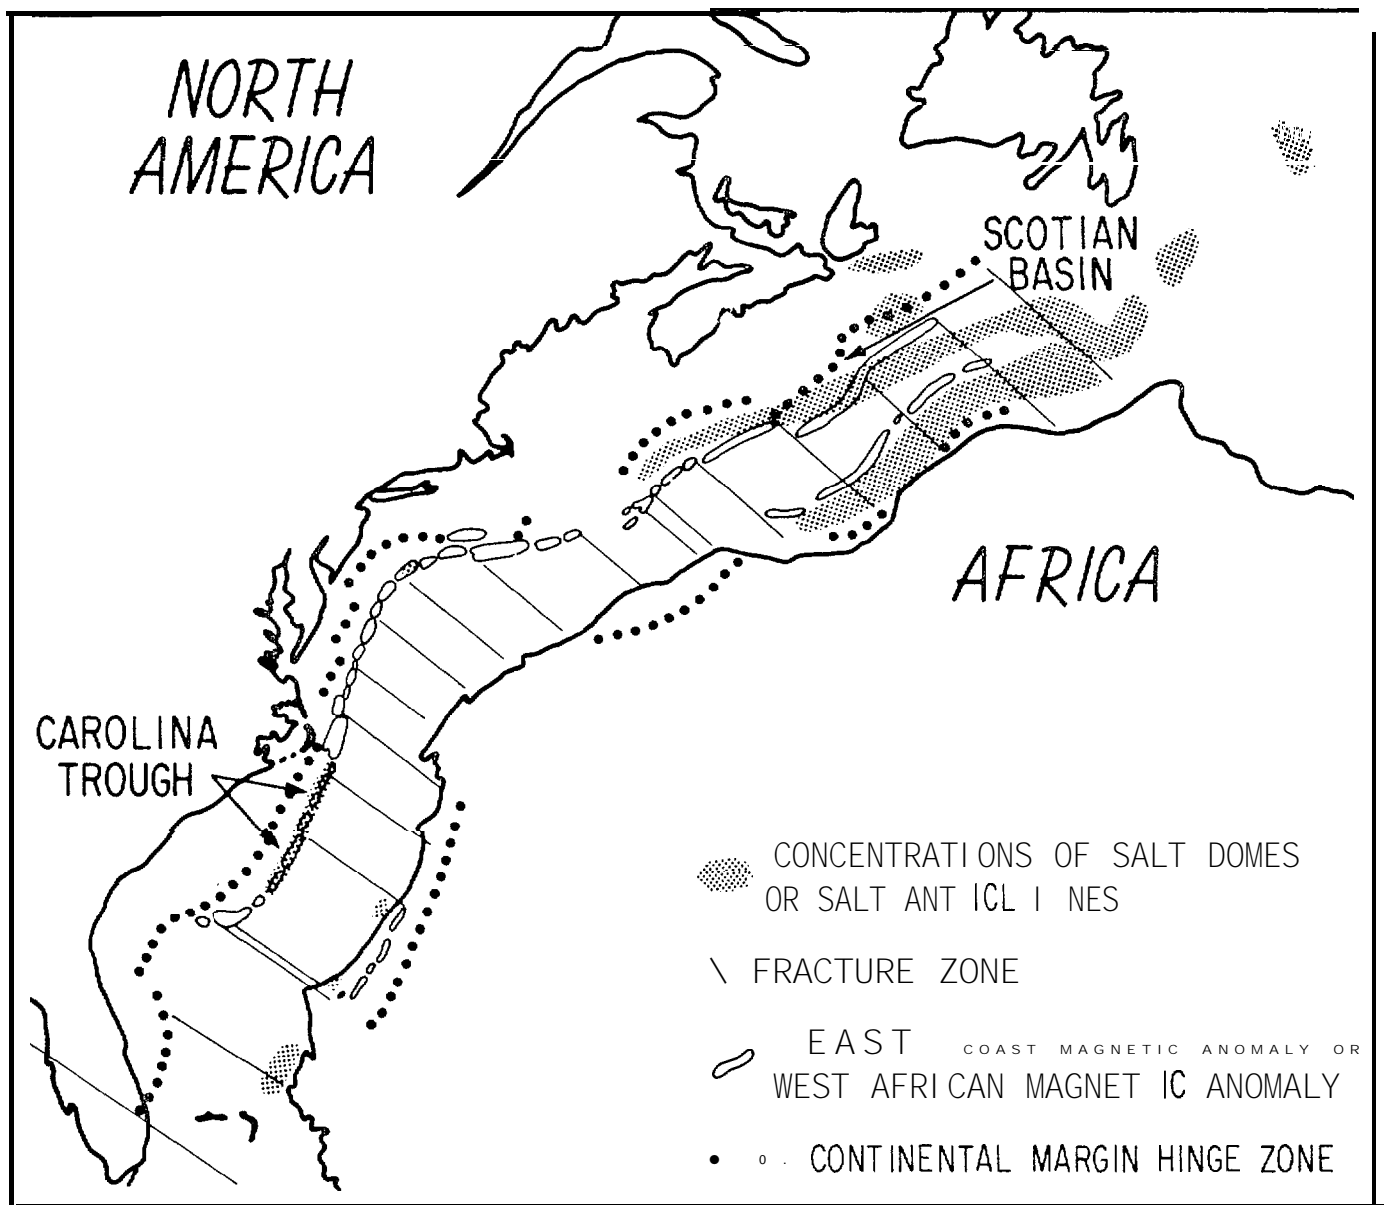 NORTH
AMERICA
SCOTIAN
BASIN
AFRICA
CAROLINA
TROUGH
CONCENTRATIONS OF SALT DOMES
OR SALT ANTICLINES
\ FRACTURE ZONE
EAST COAST MAGNETIC ANOMALY OR
WEST AFRICAN MAGNETIC ANOMALY
• o . CONTINENTAL MARGIN HINGE ZONE